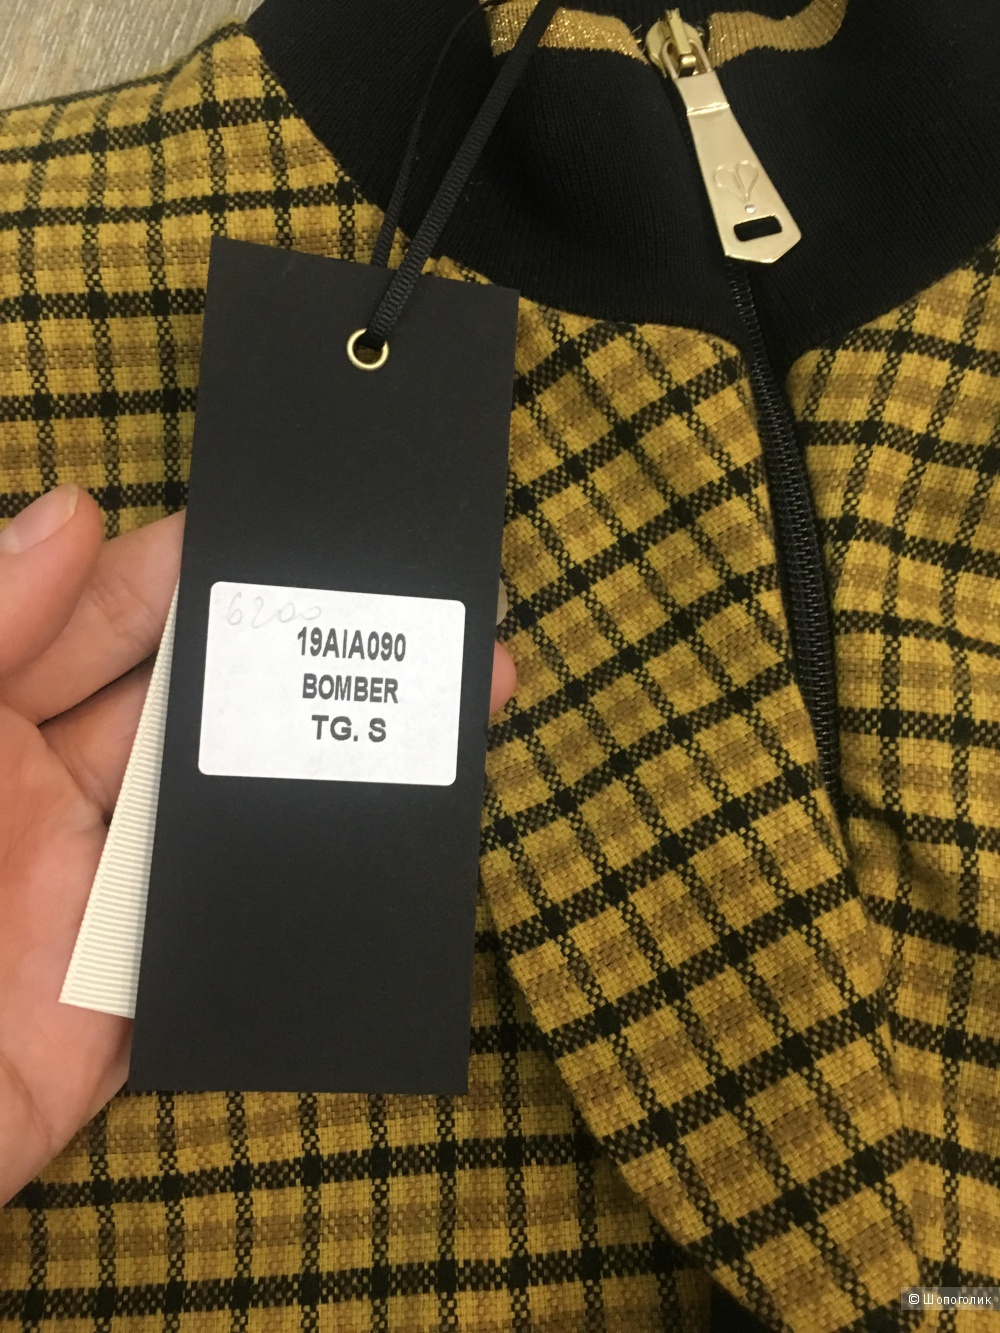 6200
19AIA090
BOMBER
TG. S
© Шопоголик